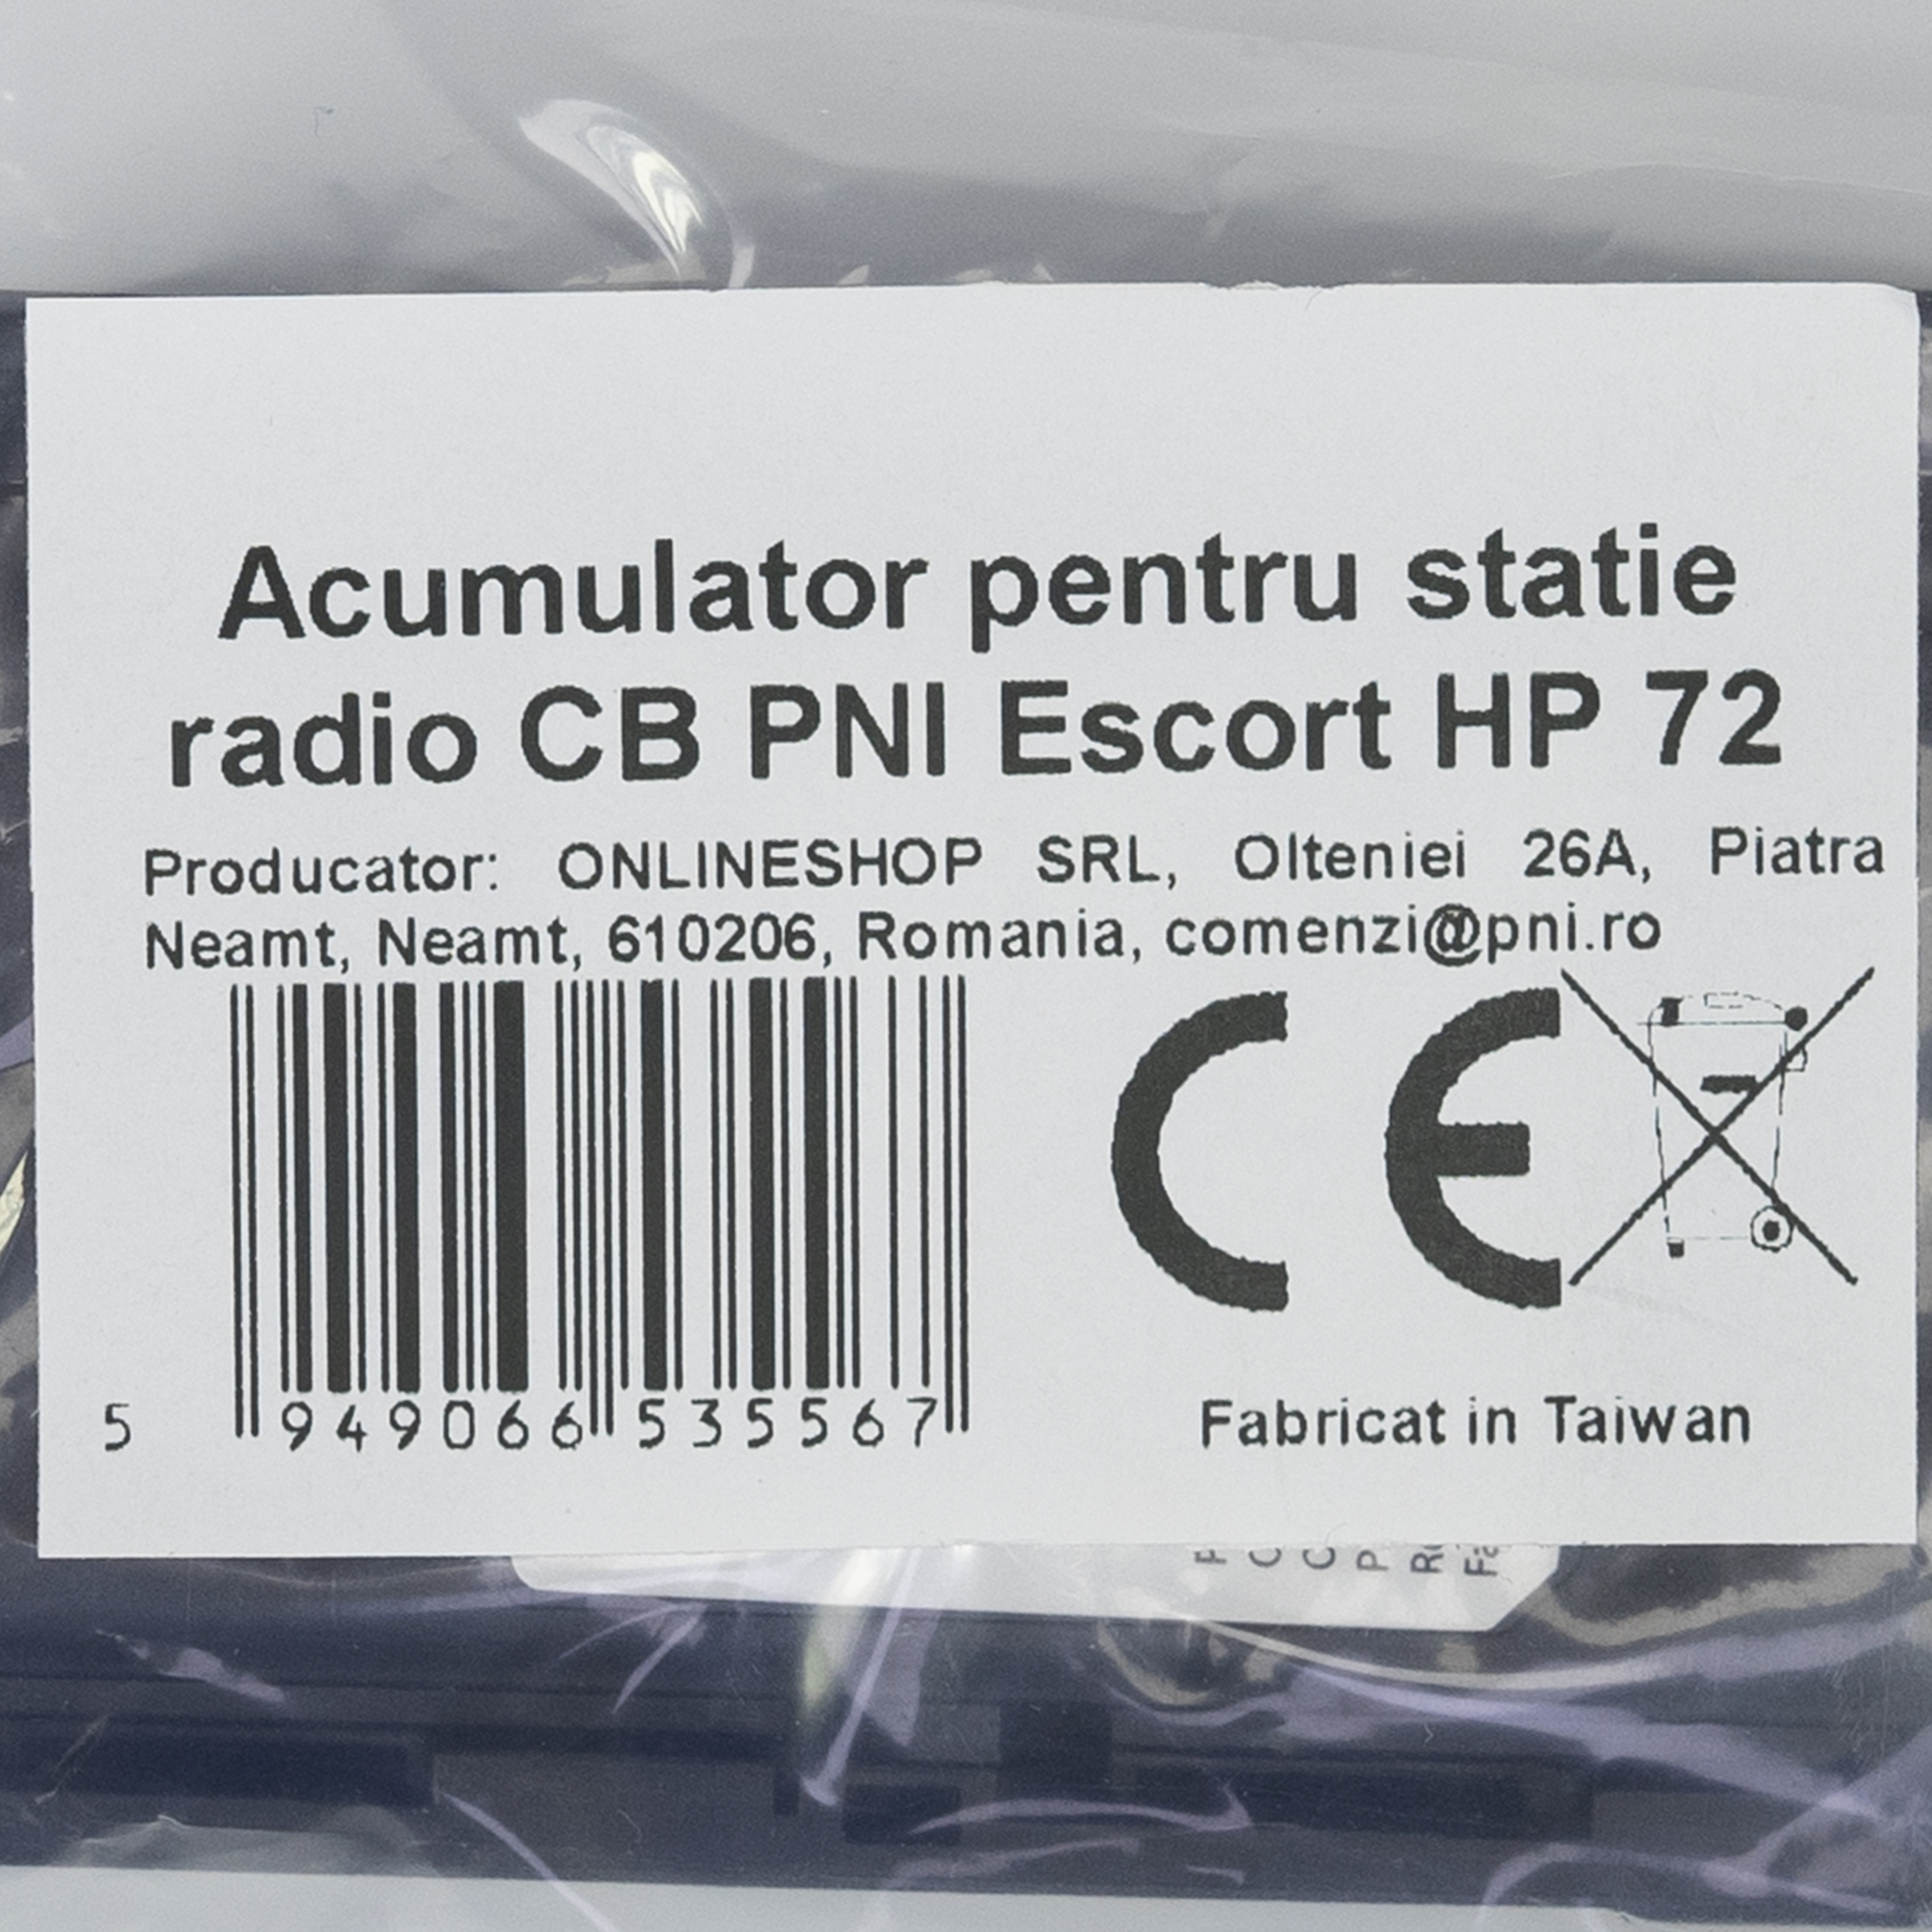 Acumulator pentru statie
radio CB PNI Escort HP 72
Producator: ONLINESHOP SRL, Olteniei 26A, Piatra
Neamt, Neamt, 610206, Romania, comenzi@pni.ro
CE
5 949066 535567
Fabricat in Taiwan